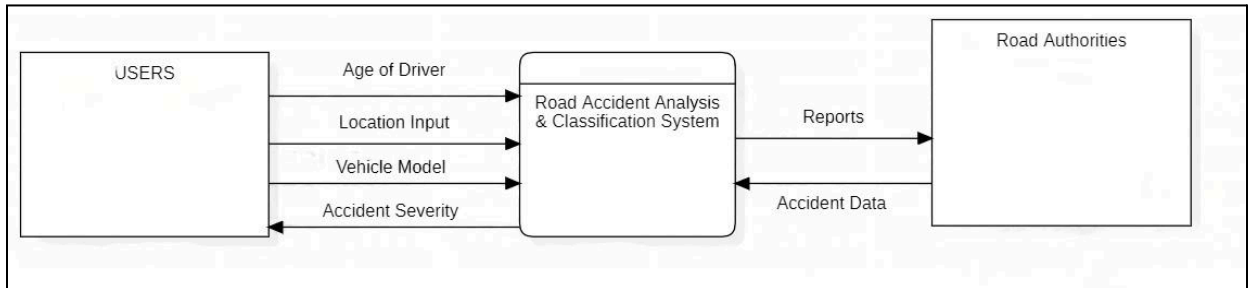 USERS
Age of Driver
Location Input
Vehicle Model
Accident Severity
Road Accident Analysis
& Classification System
Reports
Accident Data
Road Authorities